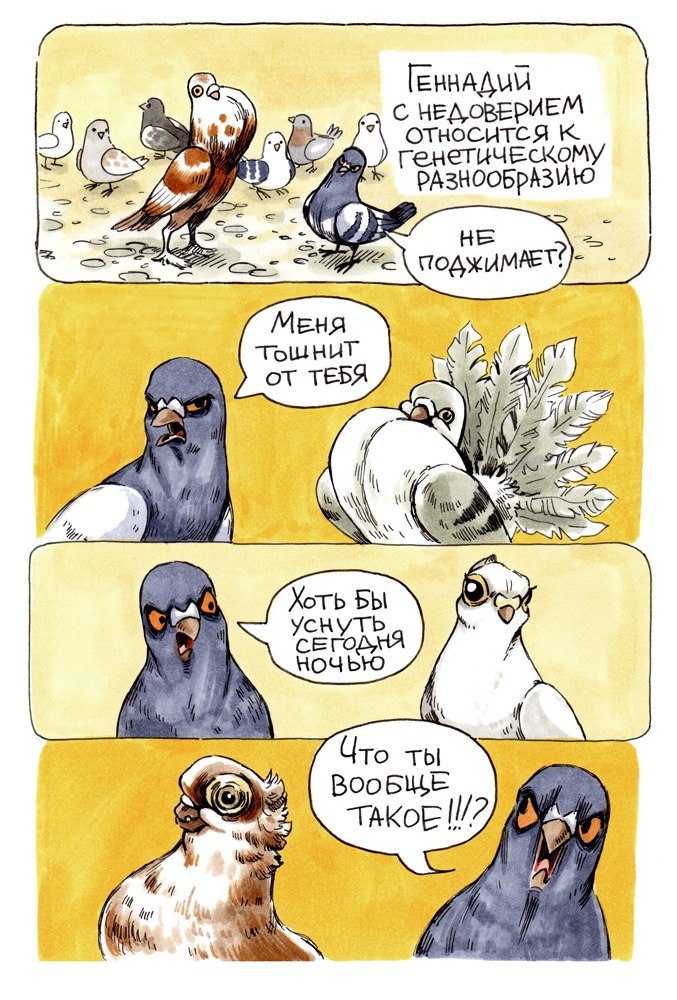 Геннадий
с недоверием
относится к
генетическому
разнообразию
не
поджимает?
Меня
тошнит
от тебя
Хоть бы
уснуть
сегодня
ночью
Что ты
вообще
такое!!!?